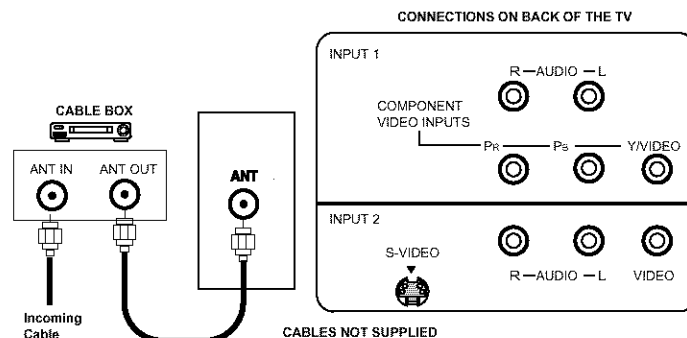 CONNECTIONS ON BACK OF THE TV
INPUT 1
R—AUDIO—L
CABLE BOX
COMPONENT
VIDEO INPUTS
PR
PB
Y/VIDEO
ANT IN
ANT OUT
ANT
INPUT 2
S-VIDEO
R—AUDIO—L
VIDEO
Incoming
Cable
CABLES NOT SUPPLIED